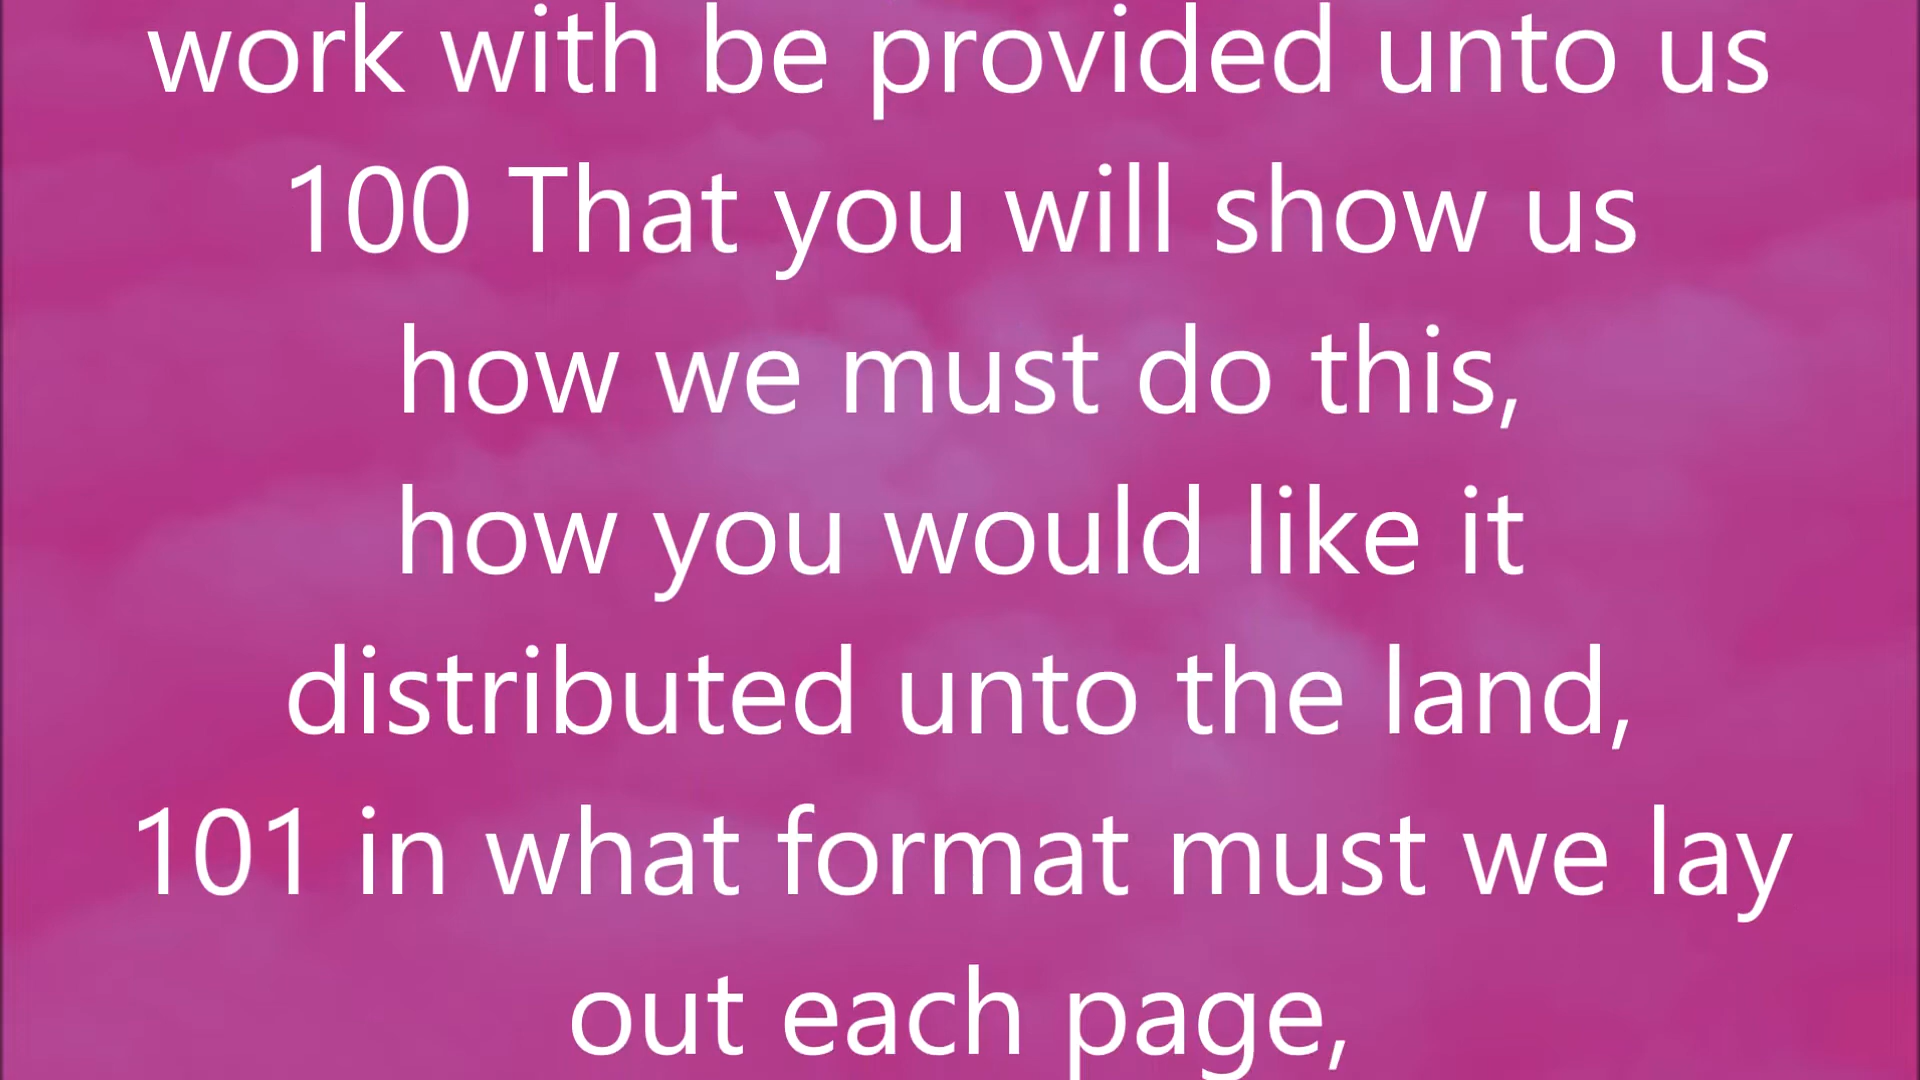 work with be provided unto us
100 That you will show us
how we must do this,
how you would like it
distributed unto the land,
101 in what format must we lay
out each page,